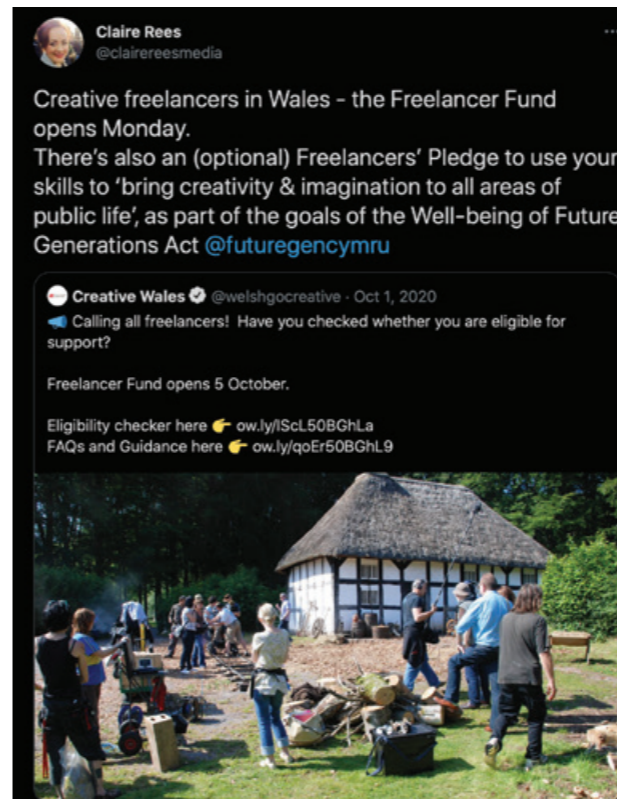 Claire Rees
@clairereesmedia
Creative freelancers in Wales - the Freelancer Fund
opens Monday.
There's also an (optional) Freelancers' Pledge to use your
skills to 'bring creativity & imagination to all areas of
public life', as part of the goals of the Well-being of Future
Generations Act @futuregencymru
Creative Wales @welshgocreative · Oct 1, 2020
📣 Calling all freelancers! Have you checked whether you are eligible for
support?
Freelancer Fund opens 5 October.
Eligibility checker here 👉 ow.ly/lScL50BGhLa
FAQs and Guidance here 👉 ow.ly/qoEr50BGhL9